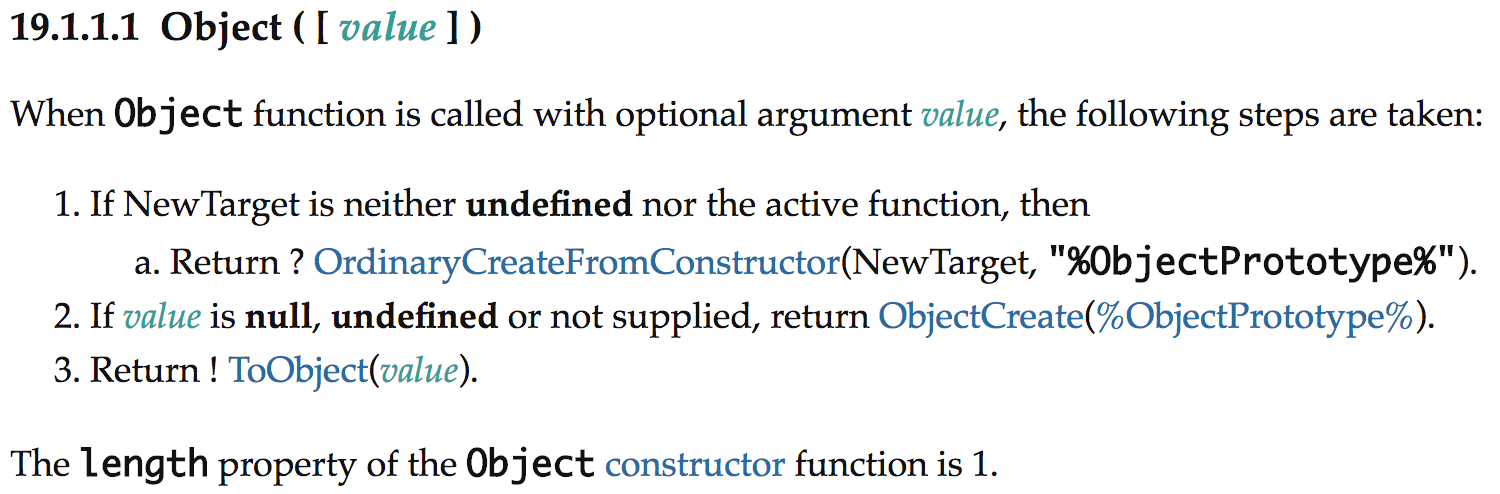 19.1.1.1 Object ( [ value ] )
When Object function is called with optional argument value, the following steps are taken:
1. If NewTarget is neither undefined nor the active function, then
a. Return ? OrdinaryCreateFromConstructor(NewTarget, "%ObjectPrototype%").
2. If value is null, undefined or not supplied, return ObjectCreate(%ObjectPrototype%).
3. Return ! ToObject(value).
The length property of the Object constructor function is 1.